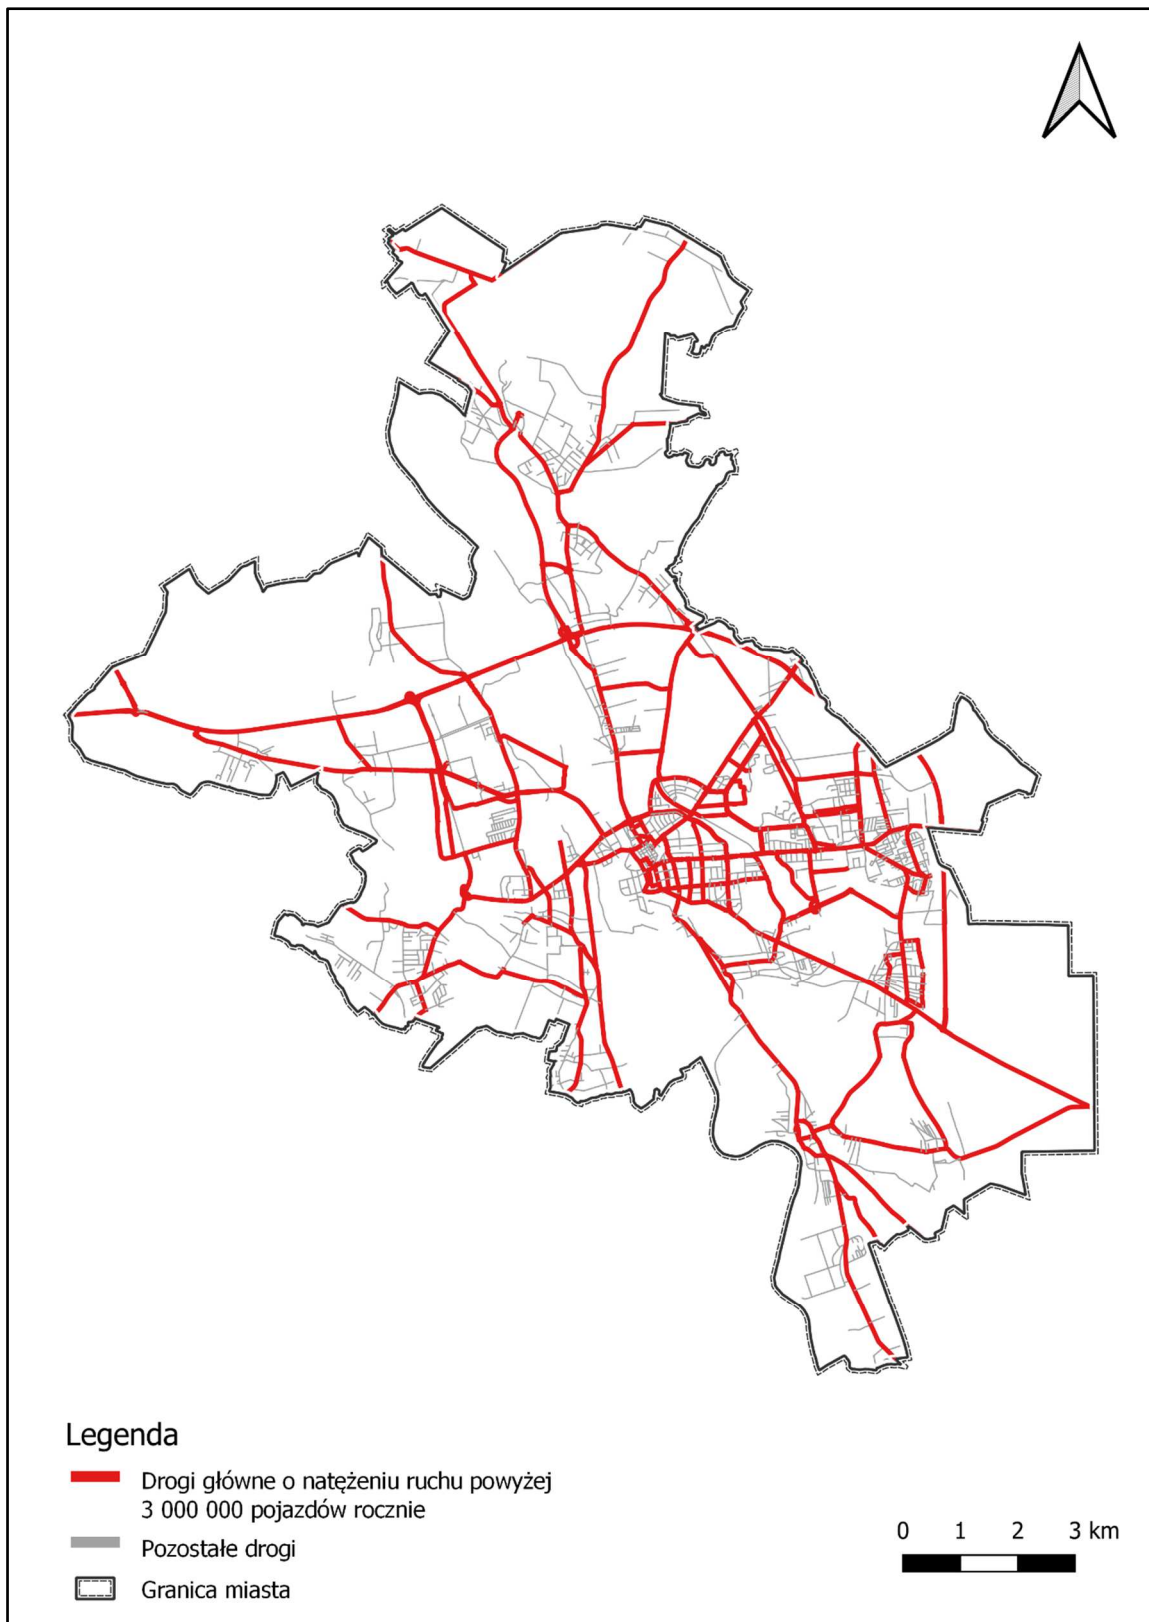 Legenda
Drogi główne o natężeniu ruchu powyżej
3 000 000 pojazdów rocznie
Pozostałe drogi
Granica miasta
0 1 2 3 km